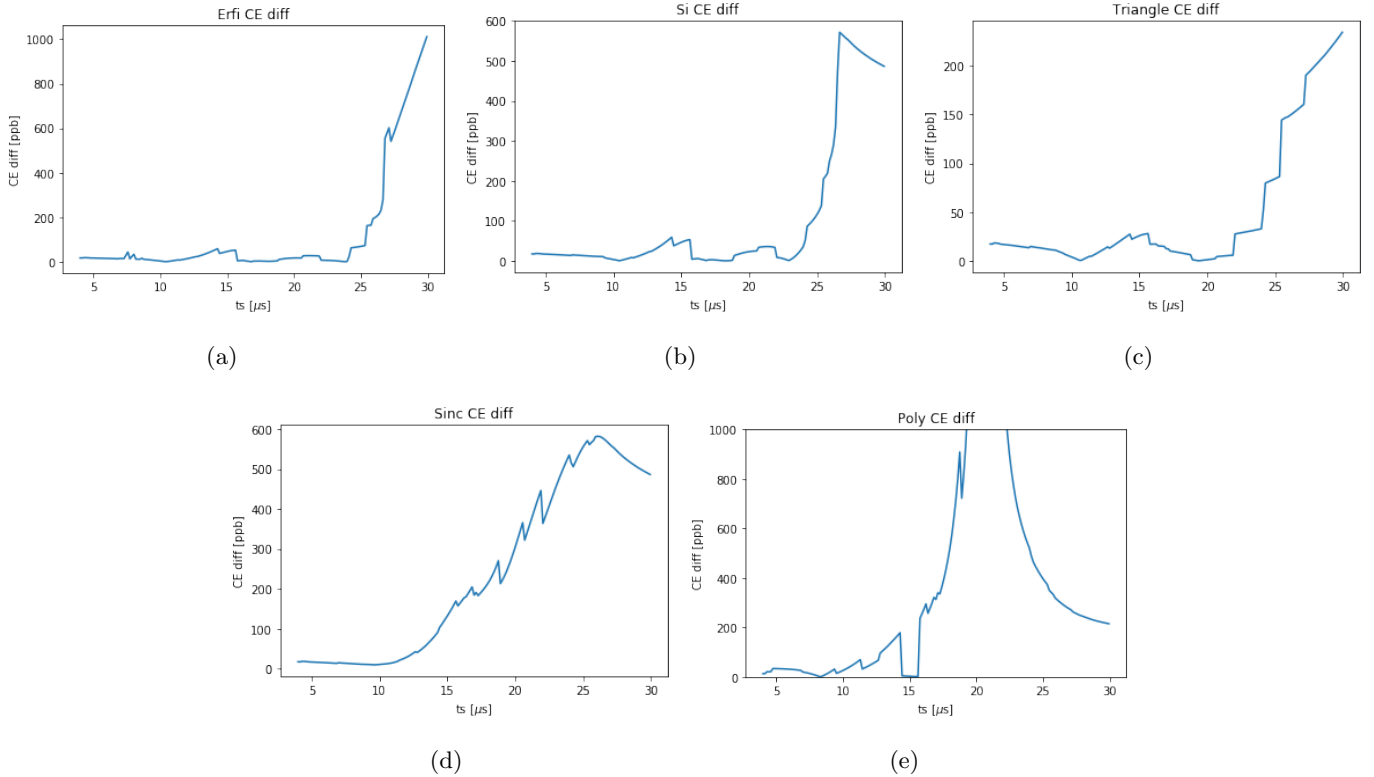 Erfi CE diff
1000
800
600
400
200
0
CE diff [ppb]
5 10 15 20 25 30
ts [μs]
(a)
Si CE diff
600
500
400
300
200
100
0
CE diff [ppb]
5 10 15 20 25 30
ts [μs]
(b)
Triangle CE diff
200
150
100
50
0
CE diff [ppb]
5 10 15 20 25 30
ts [μs]
(c)
Sinc CE diff
600
500
400
300
200
100
0
CE diff [ppb]
5 10 15 20 25 30
ts [μs]
(d)
Poly CE diff
1000
800
600
400
200
0
CE diff [ppb]
5 10 15 20 25 30
ts [μs]
(e)